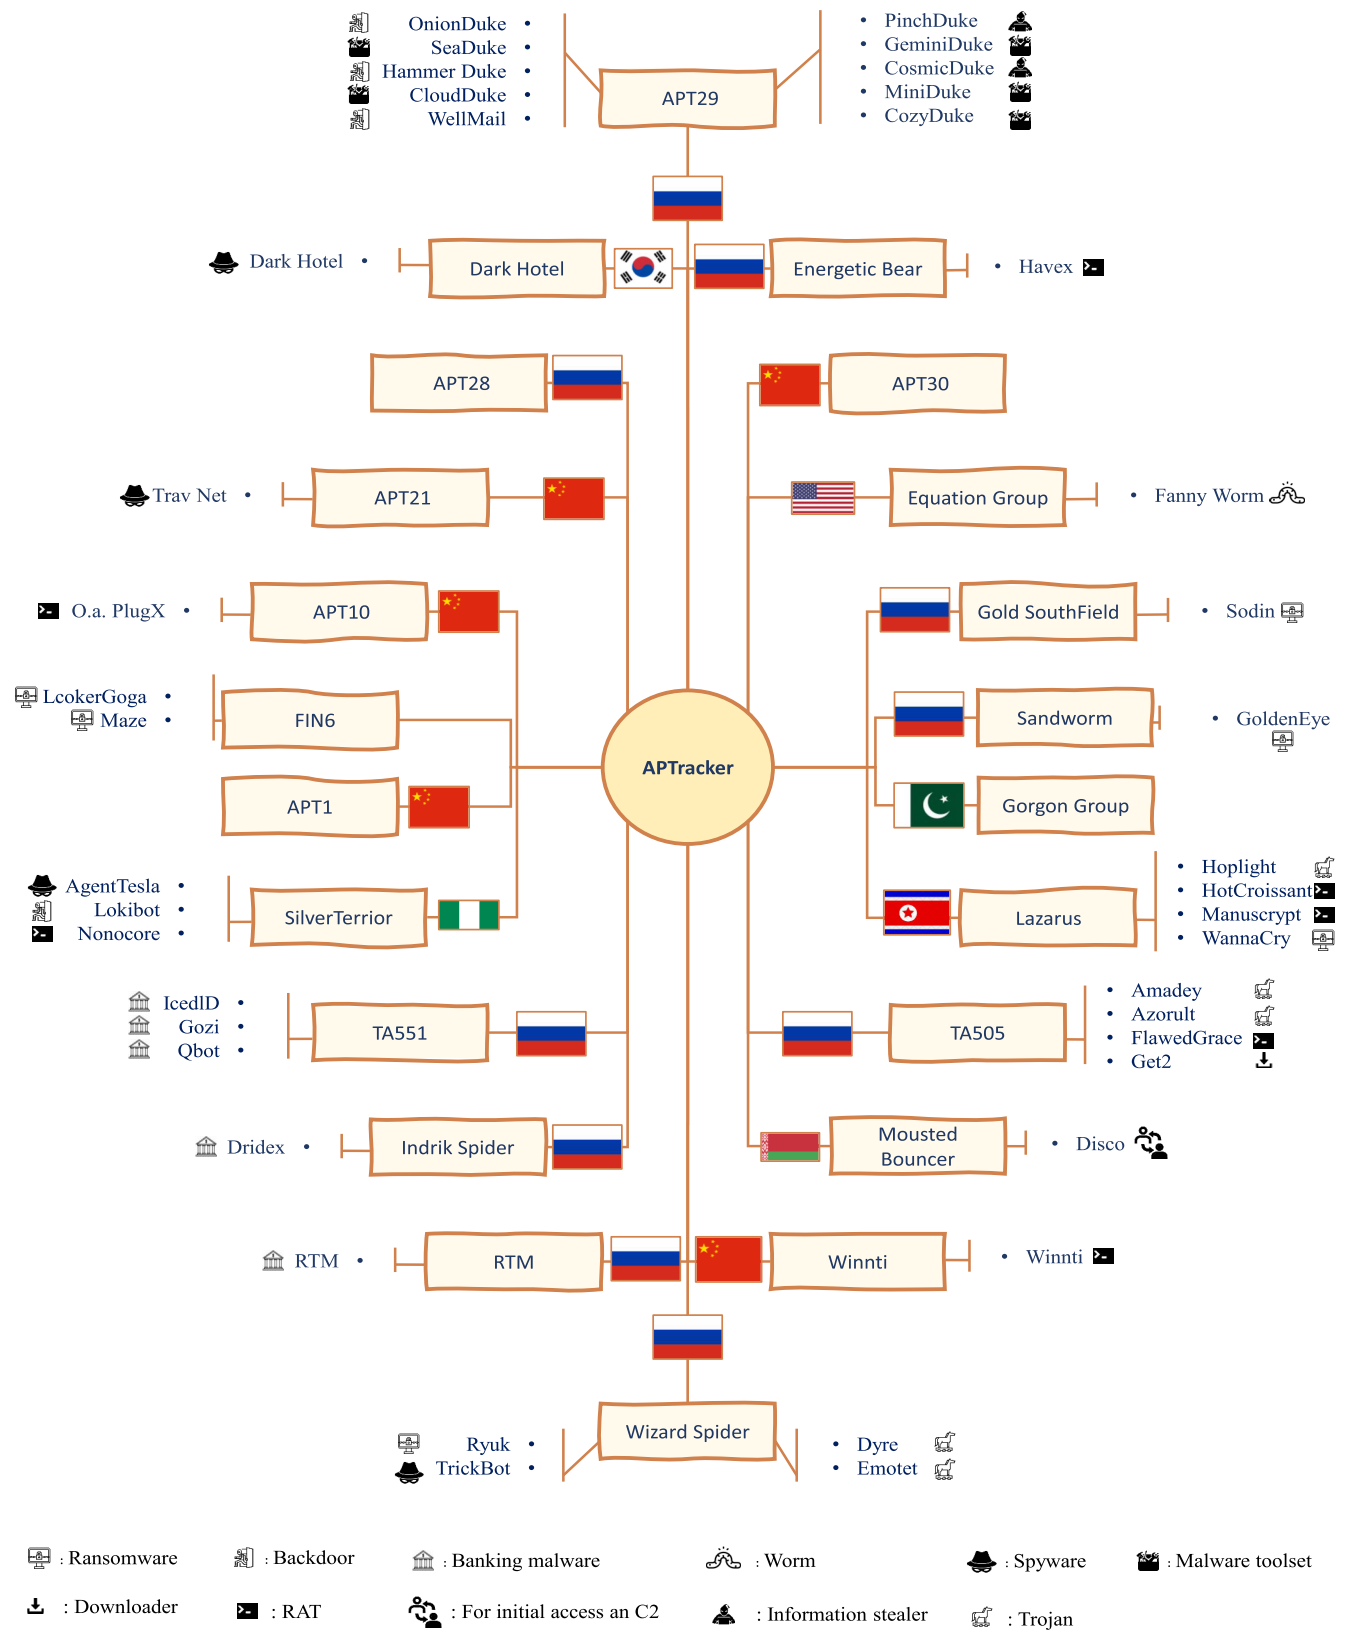 OnionDuke •
SeaDuke •
Hammer Duke •
CloudDuke •
WellMail •
• PinchDuke
• GeminiDuke
• CosmicDuke
• MiniDuke
• CozyDuke
APT29
Dark Hotel •
Dark Hotel
Energetic Bear
• Havex
APT28
APT30
Trav Net •
APT21
Equation Group
• Fanny Worm
O.a. PlugX •
APT10
Gold SouthField
• Sodin
LcokerGoga •
Maze •
FIN6
Sandworm
• GoldenEye
APTracker
APT1
Gorgon Group
AgentTesla •
Lokibot •
Nonocore •
SilverTerrior
Lazarus
• Hoplight
• HotCroissant
• Manuscrypt
• WannaCry
IcedlD •
Gozi •
Qbot •
TA551
TA505
• Amadey
• Azorult
• FlawedGrace
• Get2
Dridex •
Indrik Spider
Mousted
Bouncer
• Disco
RTM •
RTM
Winnti
• Winnti
Wizard Spider
Ryuk •
TrickBot •
• Dyre
• Emotet
: Ransomware
: Backdoor
: Banking malware
: Worm
: Spyware
: Malware toolset
: Downloader
: RAT
: For initial access an C2
: Information stealer
: Trojan